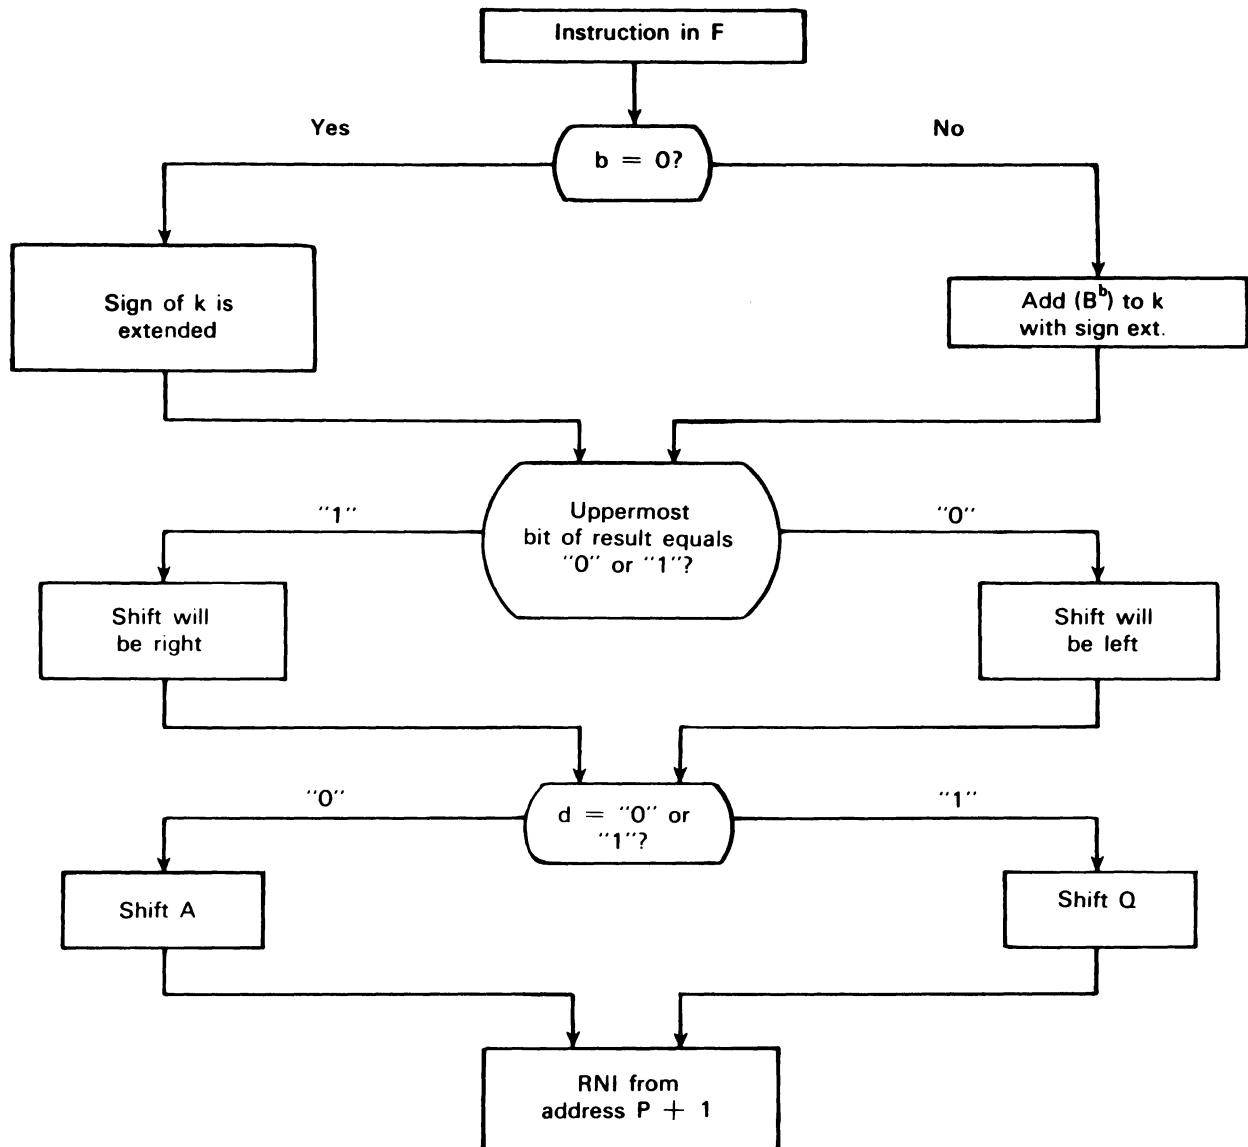 Instruction in F
Yes
No
b = 0?
Sign of k is
extended
Add (Bᵇ) to k
with sign ext.
Uppermost
bit of result equals
"0" or "1"?
"1"
"0"
Shift will
be right
Shift will
be left
d = "0" or
"1"?
"0"
"1"
Shift A
Shift Q
RNI from
address P + 1